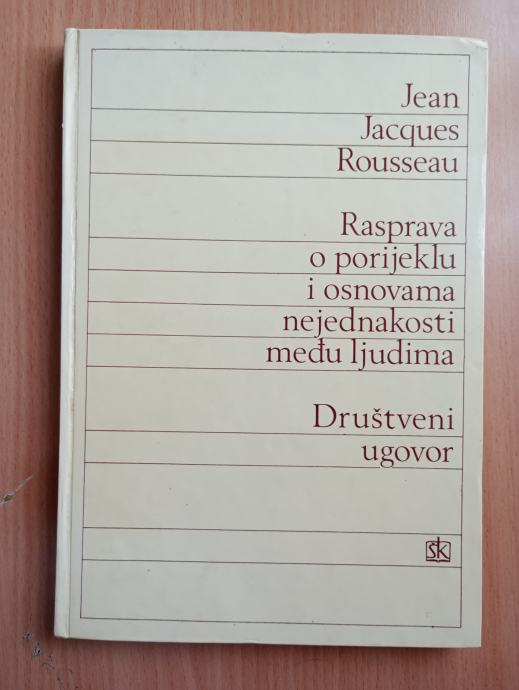 Jean
Jacques
Rousseau
Rasprava
o porijeklu
i osnovama
nejednakosti
među ljudima
Društveni
ugovor
šk